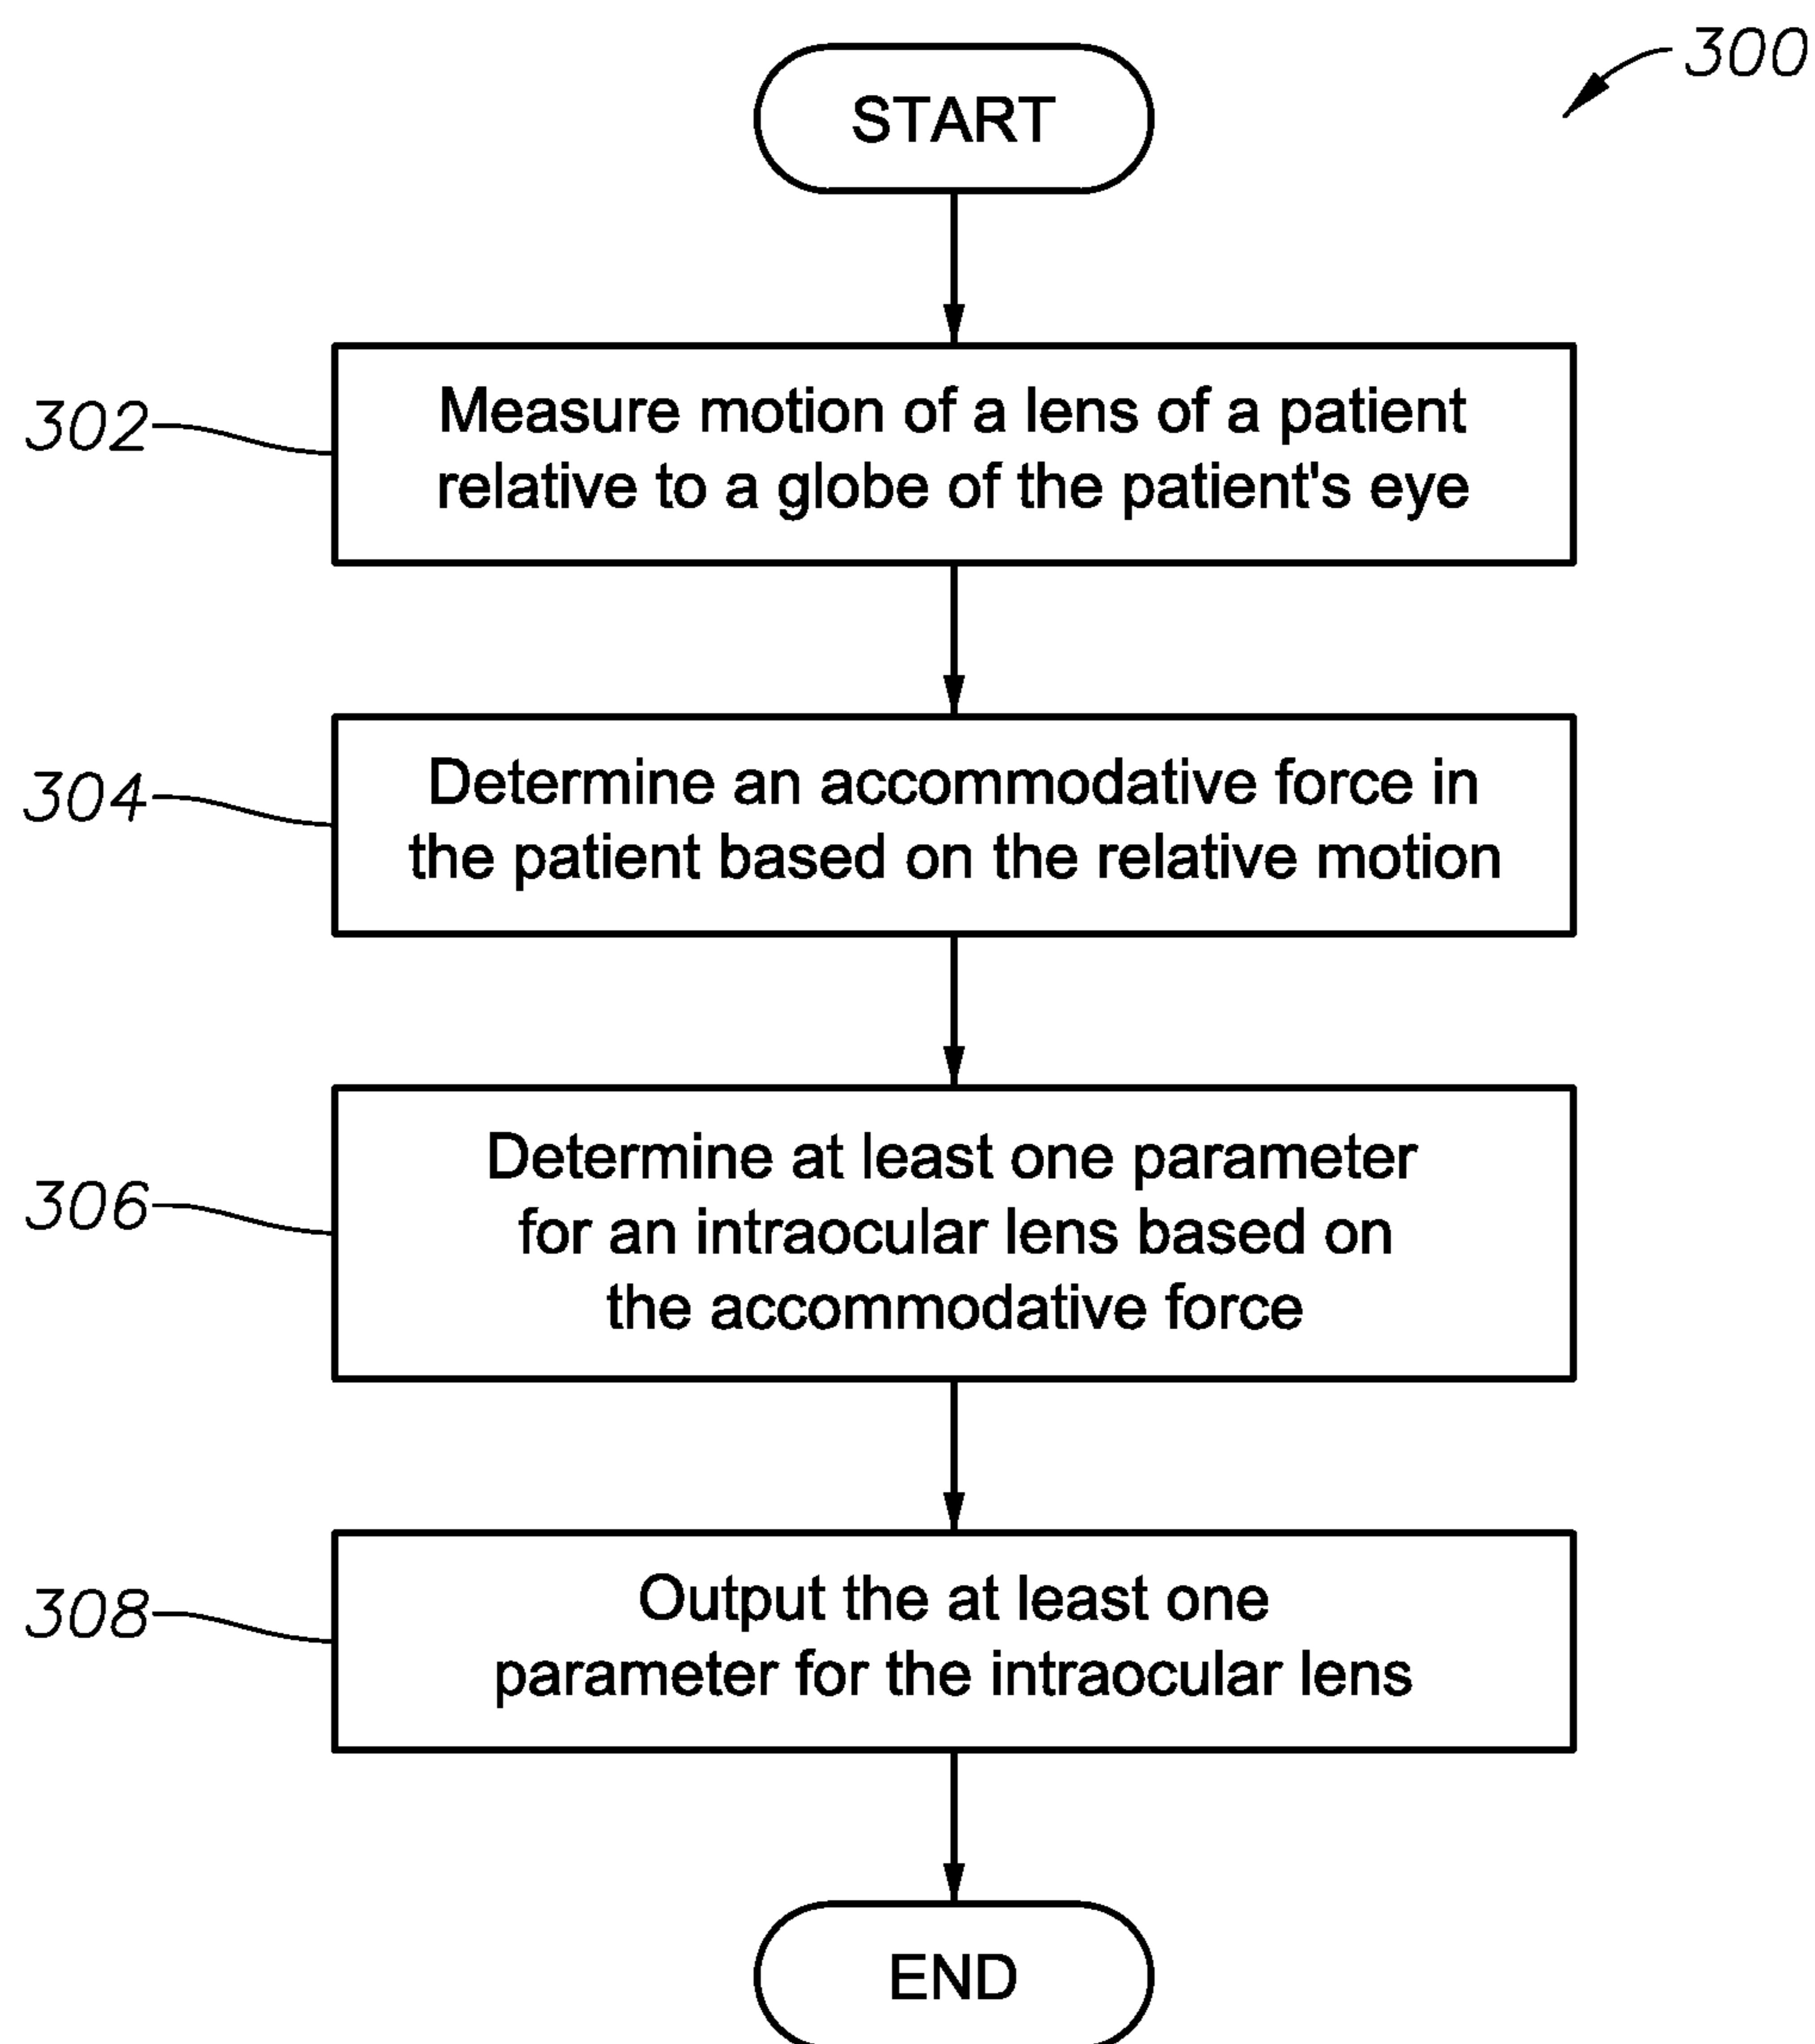 300
START
302
Measure motion of a lens of a patient
relative to a globe of the patient's eye
304
Determine an accommodative force in
the patient based on the relative motion
306
Determine at least one parameter
for an intraocular lens based on
the accommodative force
308
Output the at least one
parameter for the intraocular lens
END